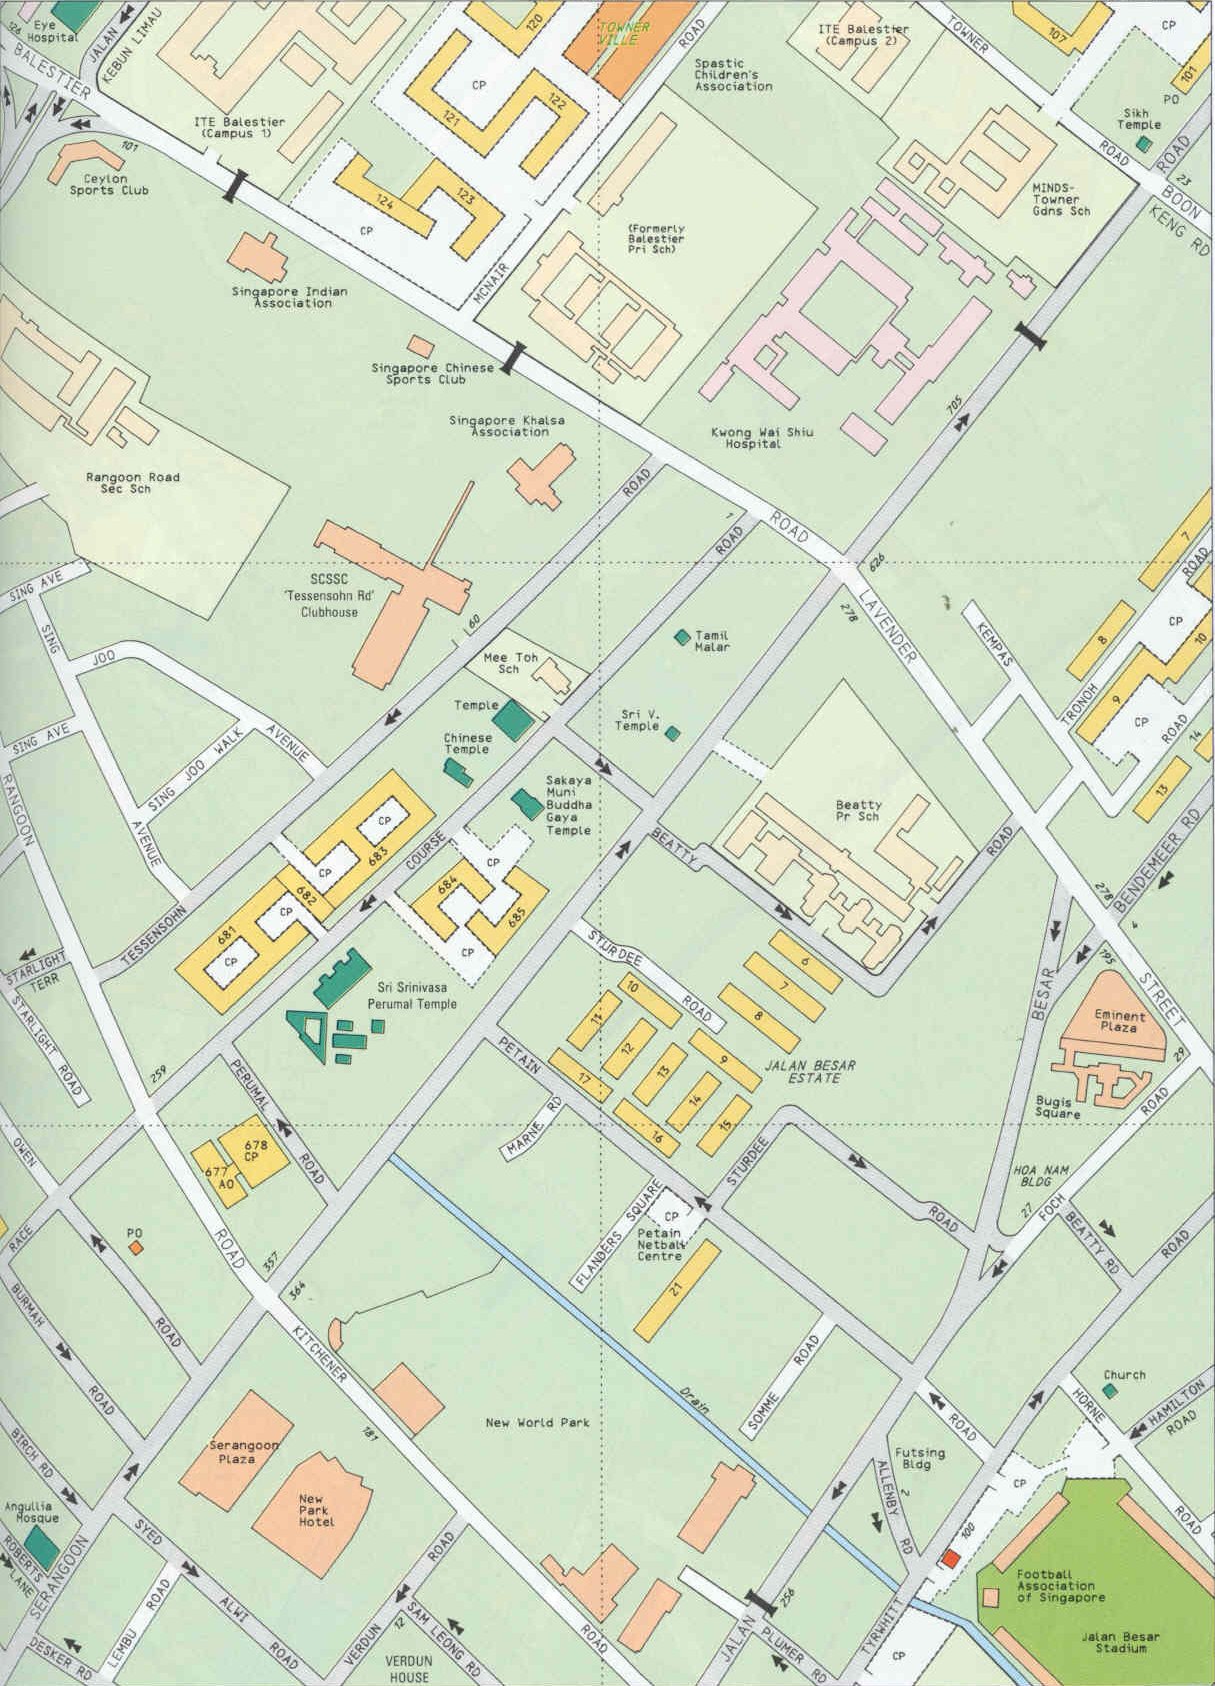 126
Eye
Hospital
JALAN
KEBUN LIMAU
BALESTIER
101
ITE Balestier
(Campus 1)
120
CP
121
122
TOWNER
VILLE
ROAD
Spastic
Children's
Association
ITE Balestier
(Campus 2)
TOWNER
107
CP
101
PO
Sikh
Temple
ROAD
ROAD
23
BOON
KENG RD
Ceylon
Sports Club
124
123
CP
MINDS-
Towner
Gdns Sch
(Formerly
Balestier
Pri Sch)
MCNAIR
Singapore Indian
Association
Singapore Chinese
Sports Club
Singapore Khalsa
Association
Kwong Wai Shiu
Hospital
705
Rangoon Road
Sec Sch
ROAD
7
ROAD
ROAD
626
278
LAVENDER
7
ROAD
SING AVE
SCSSC
'Tessensohn Rd'
Clubhouse
60
SING
JOO
Mee Toh
Sch
Tamil
Malar
KEMPAS
8
CP
10
9
TRONOH
CP
ROAD
14
13
Temple
Chinese
Temple
Sri V.
Temple
SING AVE
SING JOO WALK
AVENUE
Sakaya
Muni
Buddha
Gaya
Temple
Beatty
Pr Sch
RANGOON
AVENUE
CP
683
CP
682
CP
681
CP
COURSE
CP
684
685
CP
BEATTY
ROAD
BENDEMEER RD
278
4
195
TESSENSOHN
STARLIGHT
TERR
STARLIGHT
ROAD
Sri Srinivasa
Perumal Temple
STURDEE
ROAD
6
7
8
10
11
12
9
13
14
17
16
15
JALAN BESAR
ESTATE
BESAR
STREET
Eminent
Plaza
29
Bugis
Square
ROAD
259
PERUMAL
ROAD
PETAIN
MARNE RD
OWEN
677
AO
678
CP
STURDEE
ROAD
HOA NAM
BLDG
27
FOCH
BEATTY RD
ROAD
FLANDERS SQUARE
CP
Petain
Netball
Centre
21
RACE
PO
ROAD
357
364
BURMAH
ROAD
ROAD
KITCHENER
181
New World Park
Drain
SOMME
ROAD
Church
HORNE
HAMILTON
ROAD
ROAD
ROAD
BIRCH RD
Serangoon
Plaza
New
Park
Hotel
Futsing
Bldg
ALLENBY
2
RD
CP
100
Angullia
Mosque
ROBERTS
LANE
SERANGOON
SYED
ALWI
ROAD
LEMBU
ROAD
DESKER RD
VERDUN
ROAD
12
SAM LEONG RD
VERDUN
HOUSE
ROAD
JALAN
256
PLUMER RD
TYRWHITT
CP
Football
Association
of Singapore
Jalan Besar
Stadium